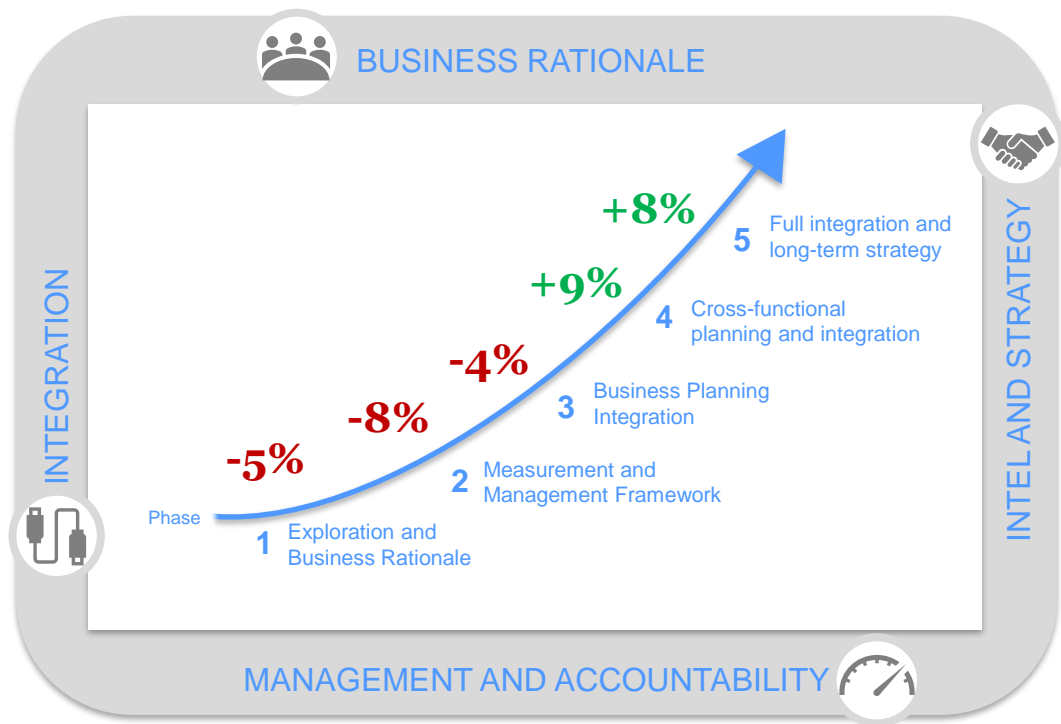 BUSINESS RATIONALE
INTEGRATION
INTEL AND STRATEGY
+8%
5 Full integration and
long-term strategy
+9%
4 Cross-functional
planning and integration
-4%
3 Business Planning
Integration
-8%
2 Measurement and
Management Framework
-5%
Phase
1 Exploration and
Business Rationale
MANAGEMENT AND ACCOUNTABILITY